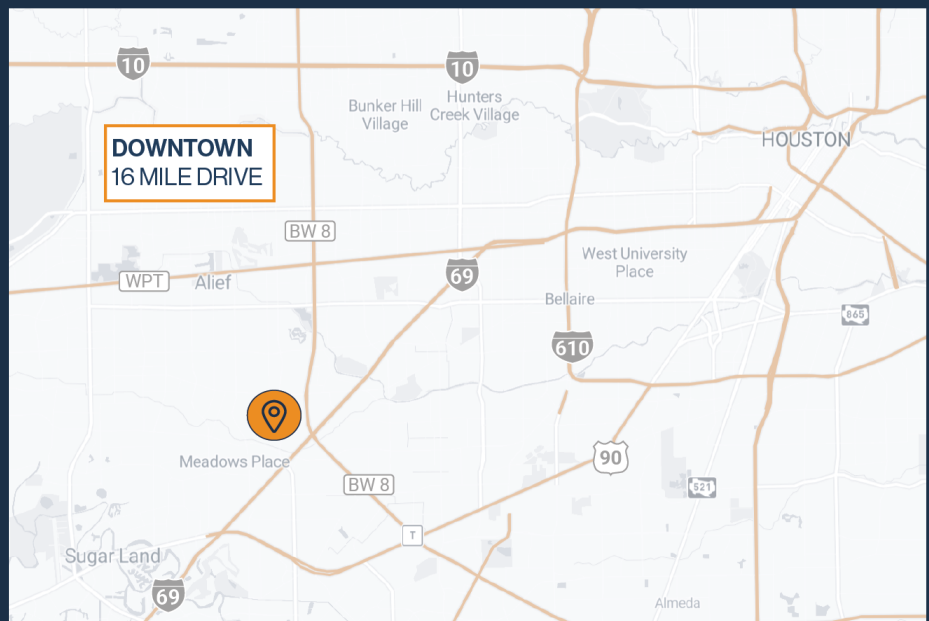 10
10
Bunker Hill
Village
Hunters
Creek Village
DOWNTOWN
16 MILE DRIVE
HOUSTON
BW 8
West University
Place
69
WPT
Alief
Bellaire
865
610
Meadows Place
90
BW 8
521
T
Sugar Land
69
Almeda